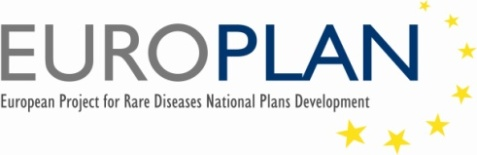 EUROPLAN
European Project for Rare Diseases National Plans Development